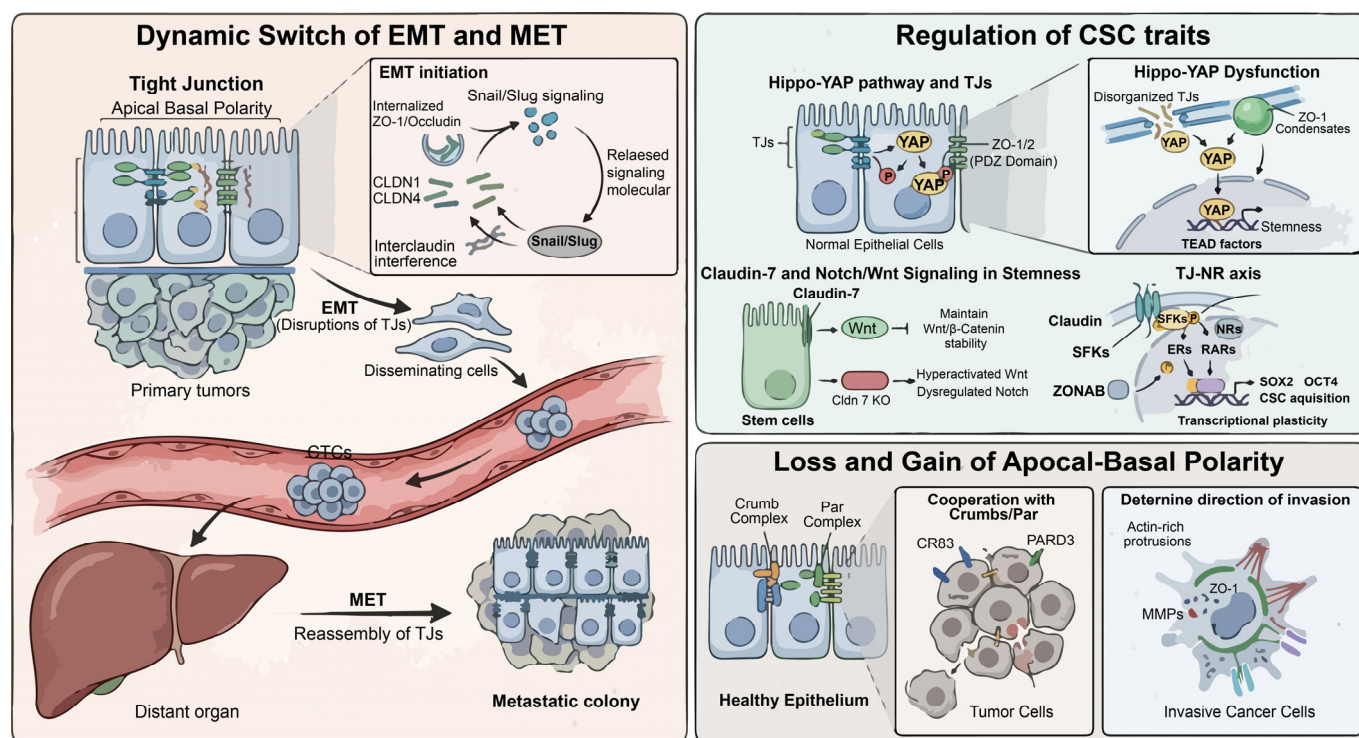 Dynamic Switch of EMT and MET
Tight Junction
Apical Basal Polarity
EMT initiation
Internalized
ZO-1/Occludin
Snail/Slug signaling
CLDN1
CLDN4
Relaesed
signaling
molecular
Interclaudin
interference
Snail/Slug
EMT
(Disruptions of TJs)
Disseminating cells
Primary tumors
CTCs
MET
Reassembly of TJs
Distant organ
Metastatic colony
Regulation of CSC traits
Hippo-YAP pathway and TJs
TJs
YAP
P
P
YAP
ZO-1/2
(PDZ Domain)
Normal Epithelial Cells
Hippo-YAP Dysfunction
Disorganized TJs
ZO-1
Condensates
YAP
YAP
YAP
Stemness
TEAD factors
Claudin-7 and Notch/Wnt Signaling in Stemness
Claudin-7
Wnt
Maintain
Wnt/β-Catenin
stability
Cldn 7 KO
Hyperactivated Wnt
Dysregulated Notch
Stem cells
TJ-NR axis
Claudin
SFKs
P
NRs
SFKs
ERs
RARs
ZONAB
SOX2 OCT4
CSC aquisition
Transcriptional plasticity
Loss and Gain of Apocal-Basal Polarity
Crumb
Complex
Par
Complex
Healthy Epithelium
Cooperation with
Crumbs/Par
CR83
PARD3
Tumor Cells
Deternine direction of invasion
Actin-rich
protrusions
ZO-1
MMPs
Invasive Cancer Cells